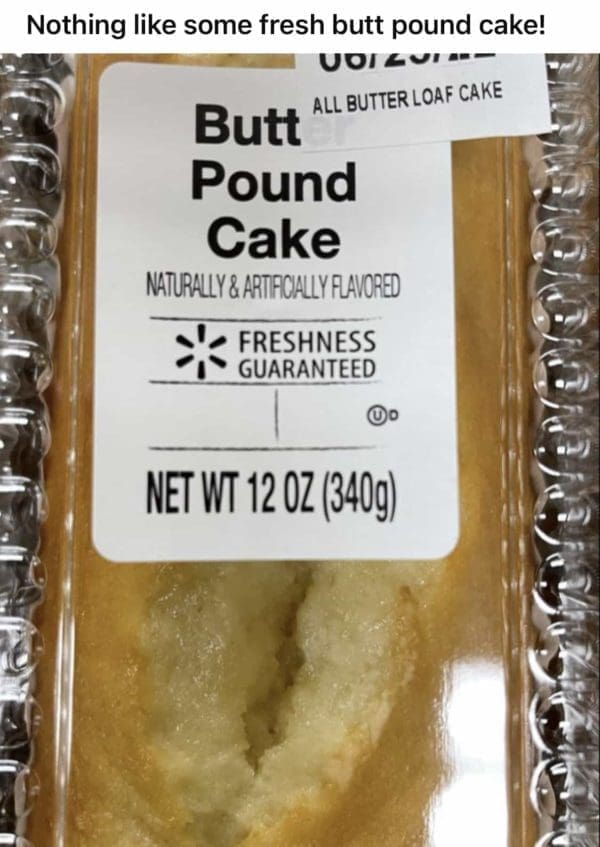 Nothing like some fresh butt pound cake!
ALL BUTTER LOAF CAKE
Butt
Pound
Cake
NATURALLY & ARTIFICIALLY FLAVORED
FRESHNESS
GUARANTEED
U D
NET WT 12 OZ (340g)